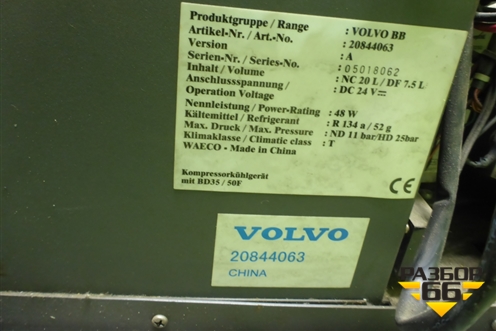 Produktgruppe / Range : VOLVO BB
Artikel-Nr. / Art.-No. : 20844063
Version : A
Serien-Nr. / Series-No. : 05018062
Inhalt / Volume : NC 20 L / DF 7.5 L
Anschlussspannung /
Operation Voltage : DC 24 V
Nennleistung / Power-Rating : 48 W
Kältemittel / Refrigerant : R 134 a / 52 g
Max. Druck / Max. Pressure : ND 11 bar/HD 25bar
Klimaklasse / Climatic class : T
WAECO - Made in China
Kompressorkühlgerät
mit BD35 / 50F
CE
VOLVO
20844063
CHINA
РАЗБОР
66